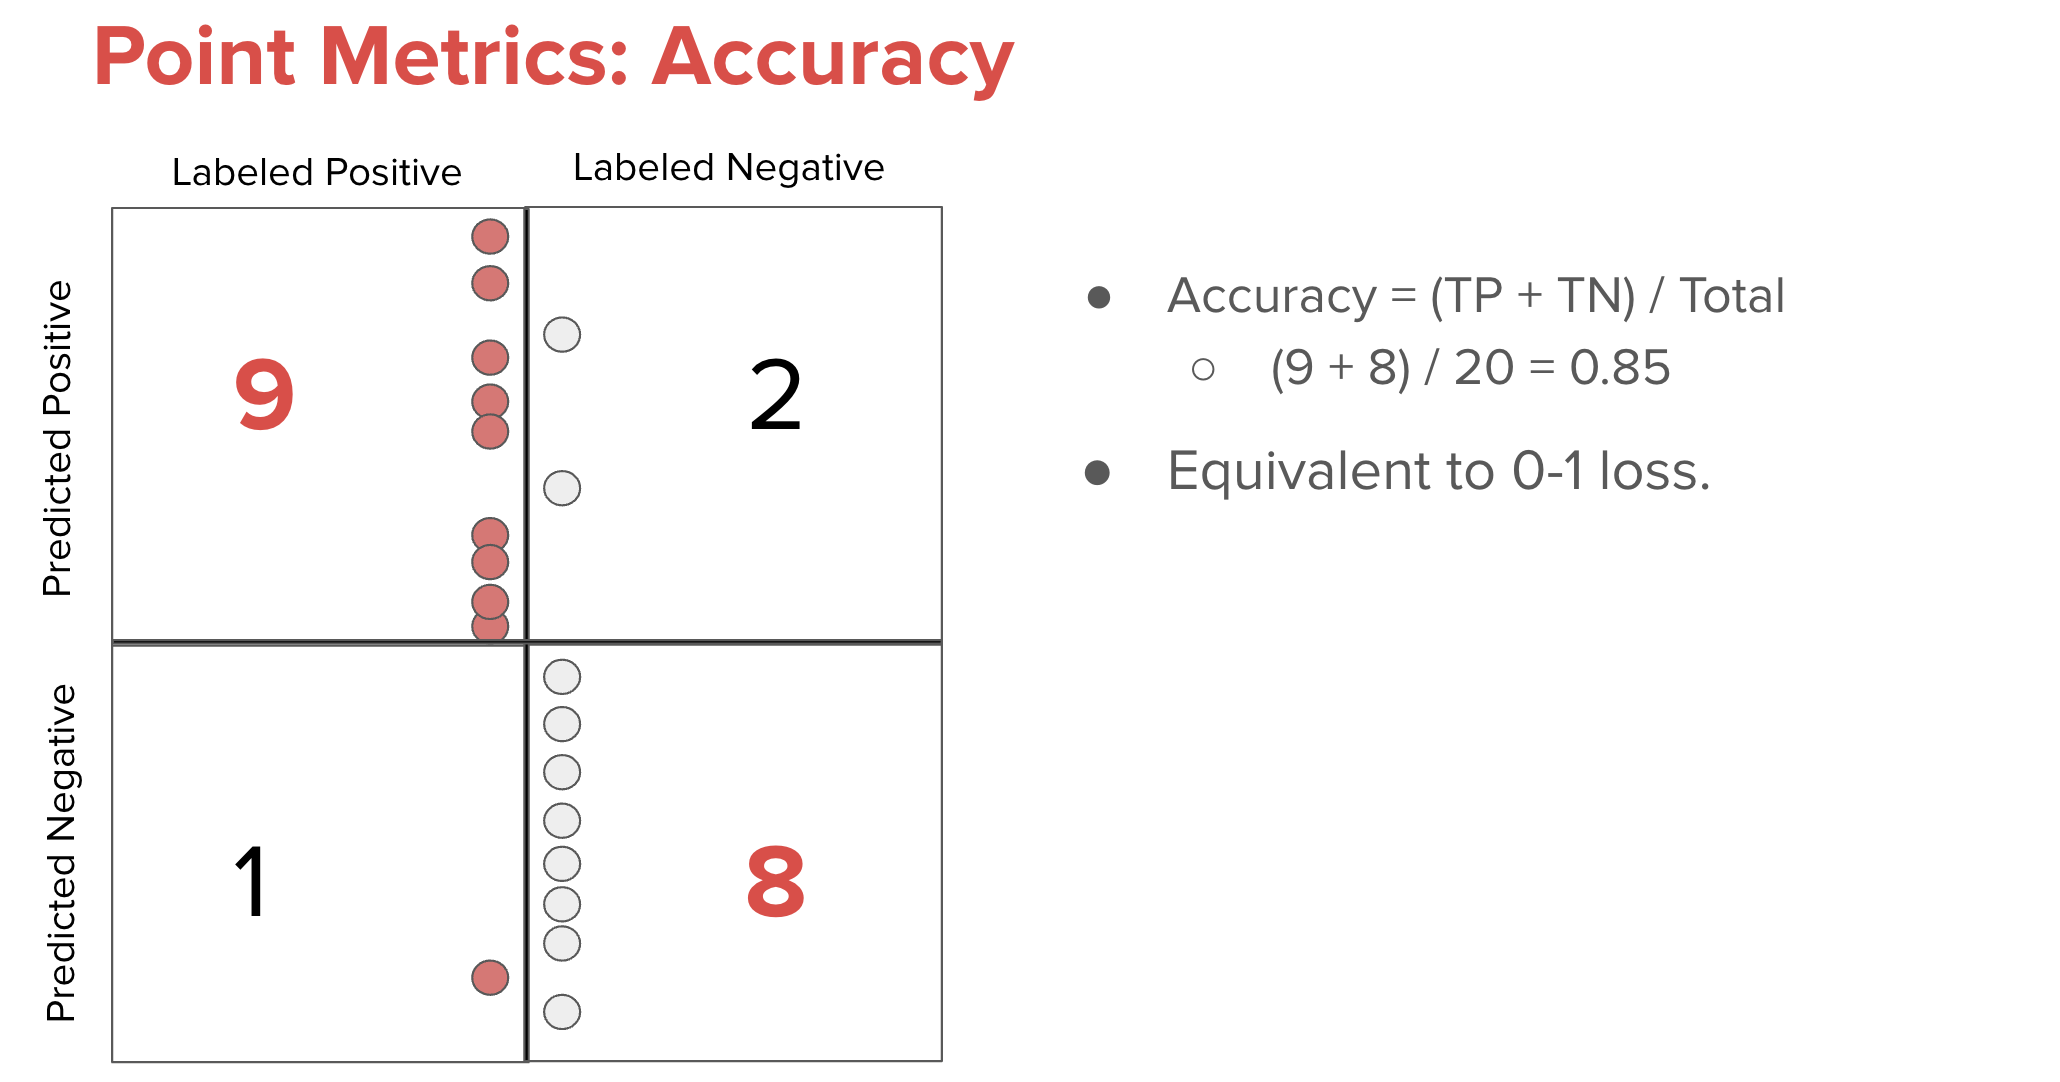 Point Metrics: Accuracy
Labeled Positive
Labeled Negative
Predicted Positive
9
2
Predicted Negative
1
8
● Accuracy = (TP + TN) / Total
○ (9 + 8) / 20 = 0.85
● Equivalent to 0-1 loss.